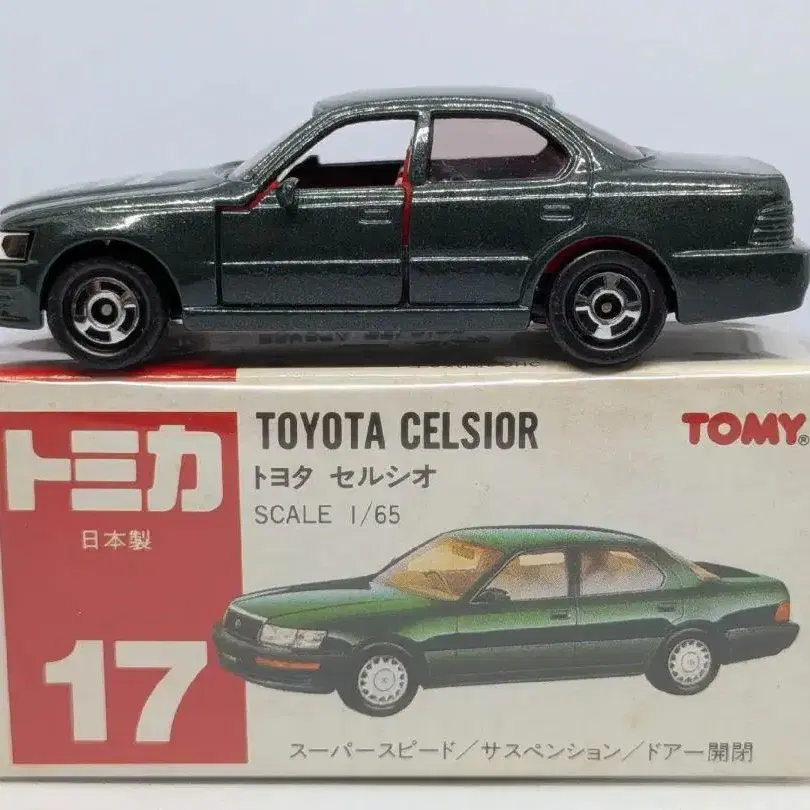 トミカ
日本製
17
TOYOTA CELSIOR
トヨタ セルシオ
SCALE 1/65
TOMY®
スーパースピード/サスペンション/ドアー開閉